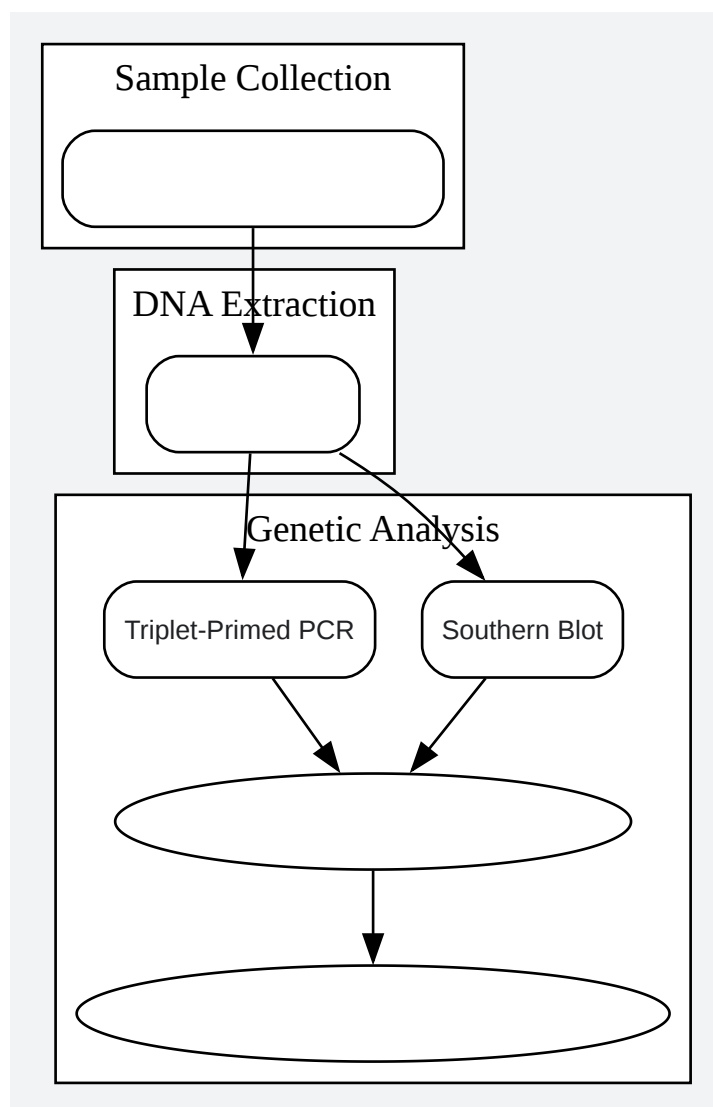 Sample Collection
DNA Extraction
Genetic Analysis
Triplet-Primed PCR
Southern Blot